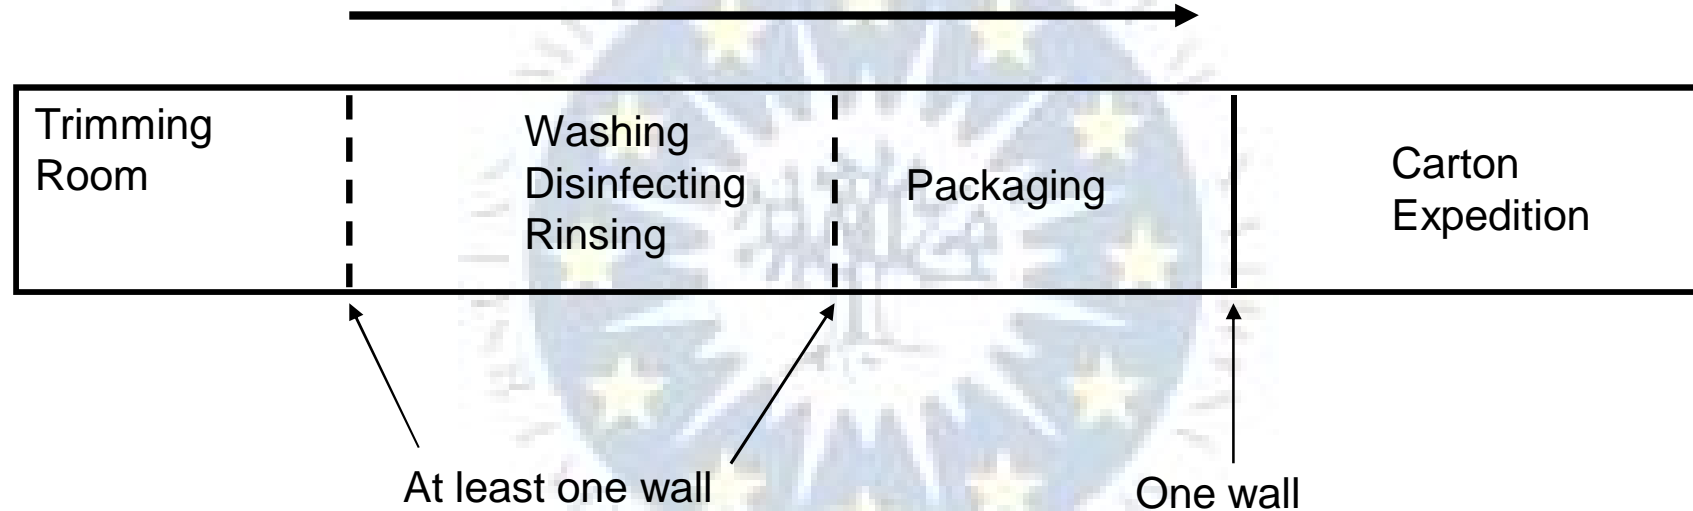 Trimming
Room
Washing
Disinfecting
Rinsing
Packaging
Carton
Expedition
At least one wall
One wall